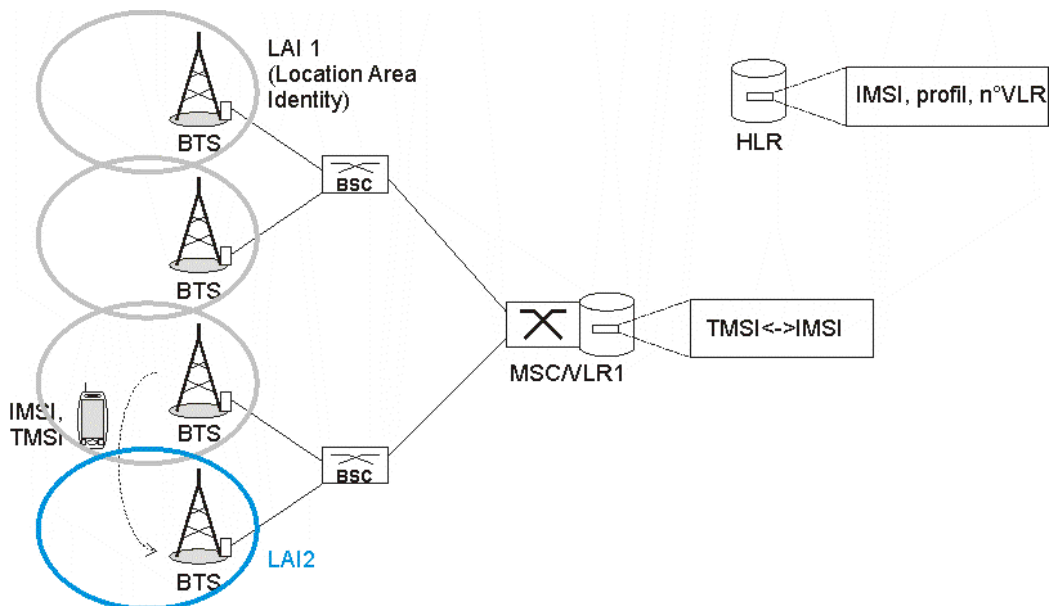 LAI 1
(Location Area
Identity)
BTS
BSC
HLR
IMSI, profil, n°VLR
BTS
MSC/VLR1
TMSI<->IMSI
IMSI,
TMSI
BTS
BSC
LAI2
BTS